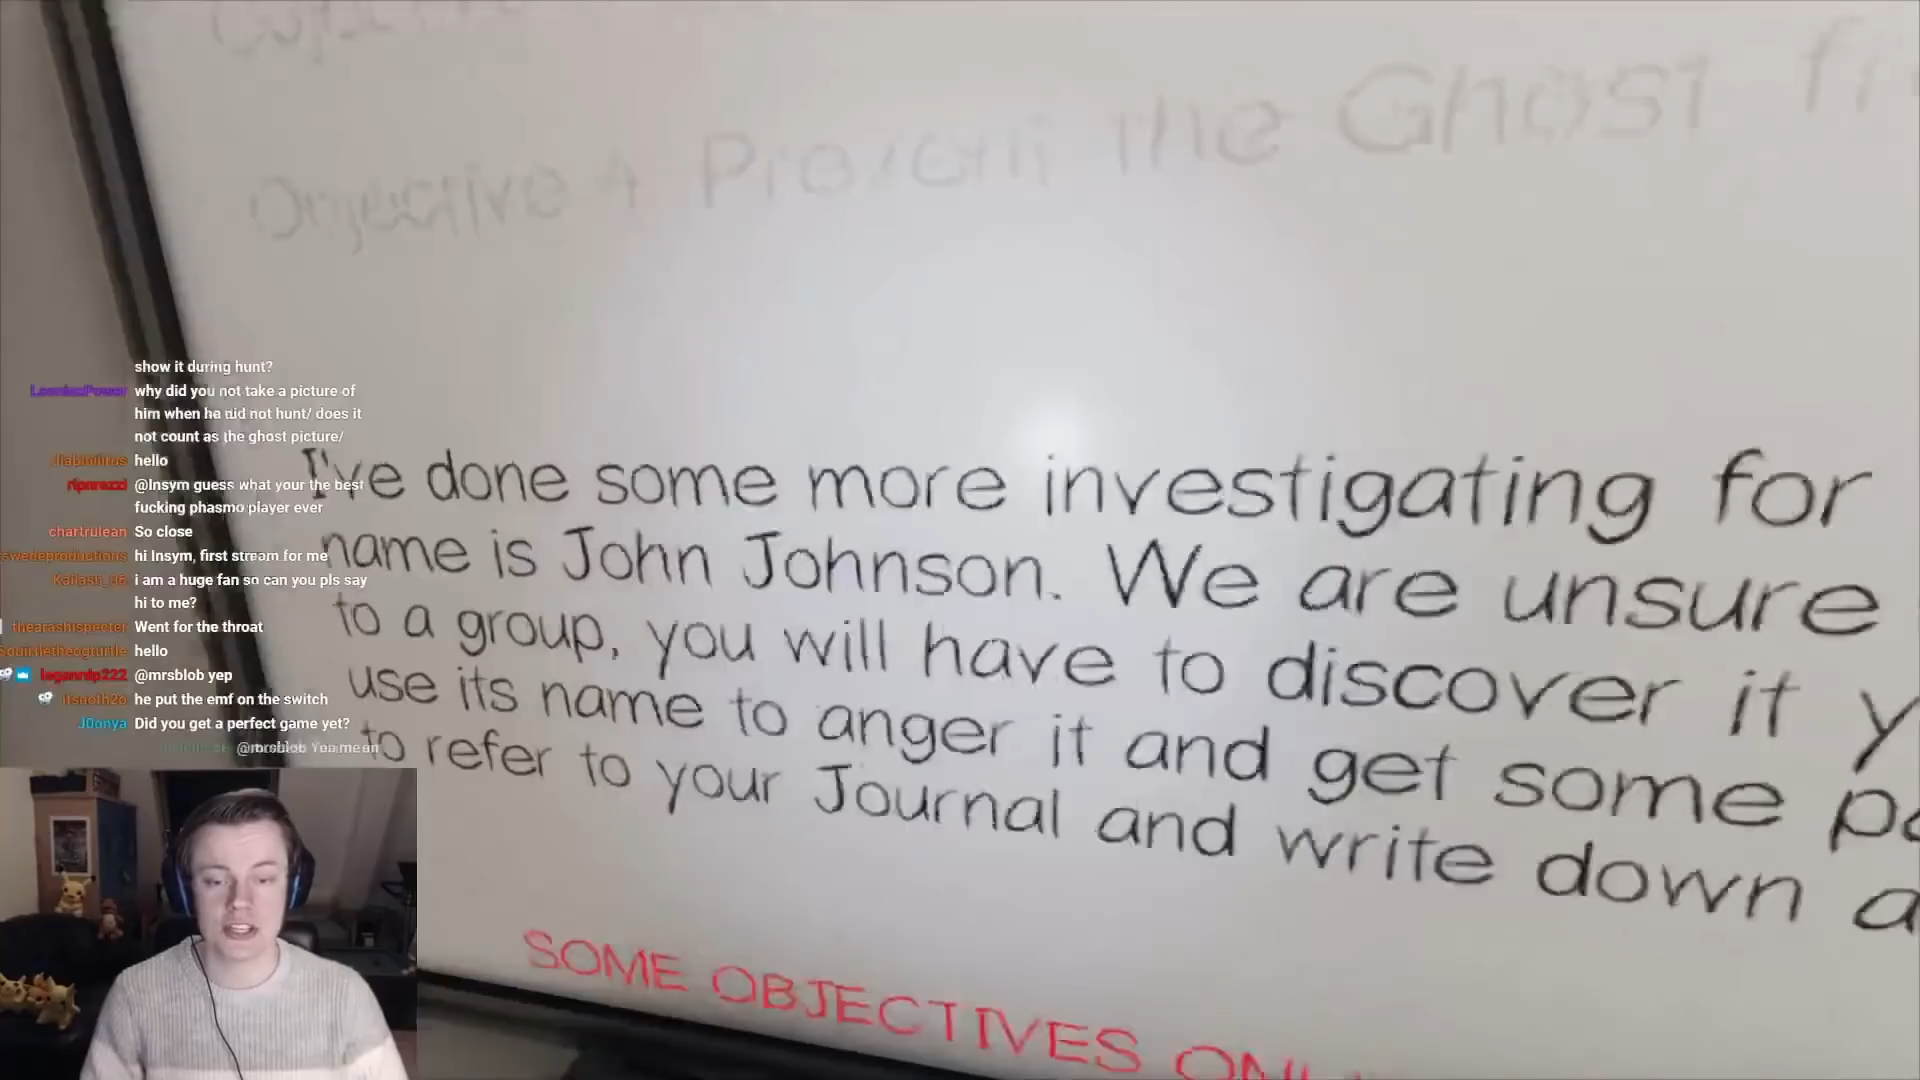 Objective 4 Prevent the Ghost
I've done some more investigating for
name is John Johnson. We are unsure
to a group, you will have to discover it y
use its name to anger it and get some
to refer to your Journal and write down a
SOME OBJECTIVES
show it during hunt?
why did you not take a picture of
him when he did not hunt/ does it
not count as the ghost picture/
hello
@Insym guess what your the best
fucking phasmo player ever
chartrulean So close
hi Insym, first stream for me
i am a huge fan so can you pls say
hi to me?
Went for the throat
hello
@mrsblob yep
he put the emf on the switch
J0onya Did you get a perfect game yet?
@mrsblob You mean